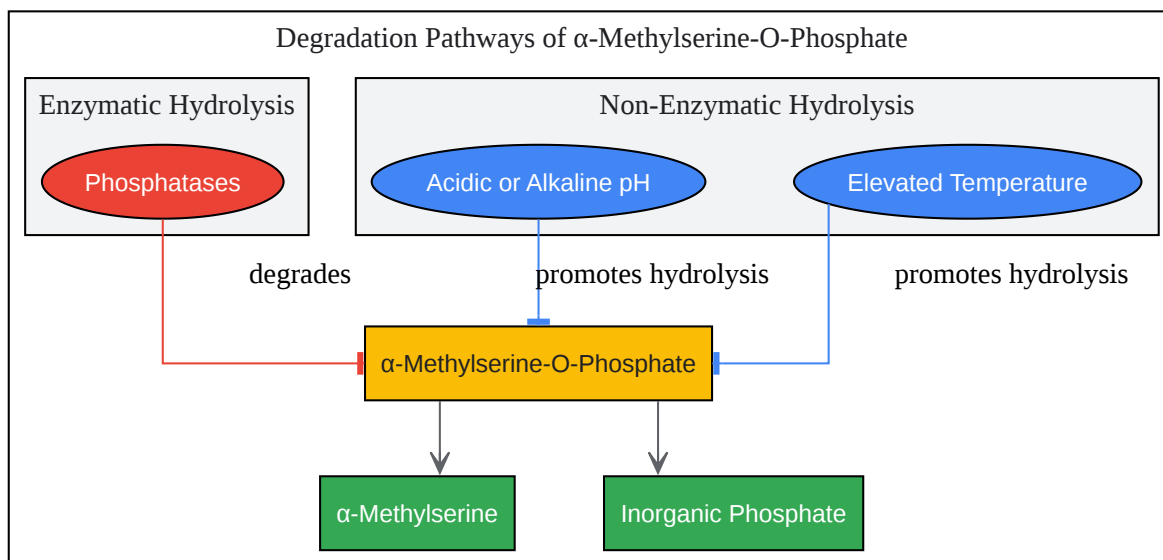 Degradation Pathways of α-Methylserine-O-Phosphate
Enzymatic Hydrolysis
Non-Enzymatic Hydrolysis
Phosphatases
Acidic or Alkaline pH
Elevated Temperature
degrades
promotes hydrolysis
promotes hydrolysis
α-Methylserine-O-Phosphate
α-Methylserine
Inorganic Phosphate